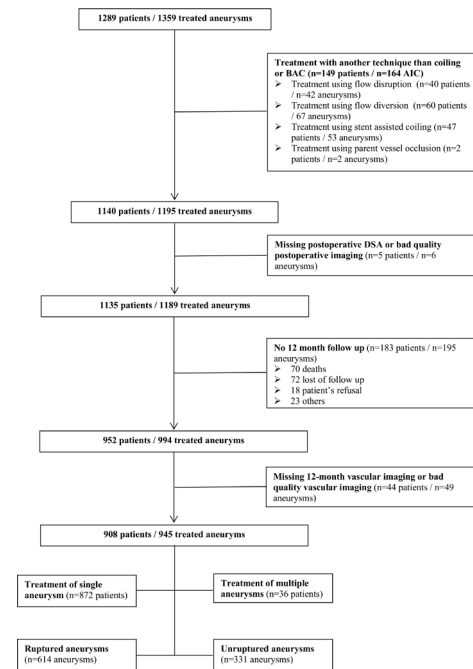 1289 patients / 1359 treated aneurysms
Treatment with another technique than coiling
or BAC (n=149 patients / n=164 AIC)
➢ Treatment using flow disruption (n=40 patients
/ n=42 aneurysms)
➢ Treatment using flow diversion (n=60 patients
/ 67 aneurysms)
➢ Treatment using stent assisted coiling (n=47
patients / 53 aneurysms)
➢ Treatment using parent vessel occlusion (n=2
patients / n=2 aneurysms)
1140 patients / 1195 treated aneurysms
Missing postoperative DSA or bad quality
postoperative imaging (n=5 patients / n=6
aneurysms)
1135 patients / 1189 treated aneuryms
No 12 month follow up (n=183 patients / n=195
aneurysms)
➢ 70 deaths
➢ 72 lost of follow up
➢ 18 patient's refusal
➢ 23 others
952 patients / 994 treated aneuryms
Missing 12-month vascular imaging or bad
quality vascular imaging (n=44 patients / n=49
aneurysms)
908 patients / 945 treated aneuryms
Treatment of single
aneurysm (n=872 patients)
Treatment of multiple
aneurysms (n=36 patients)
Ruptured aneurysms
(n=614 aneurysms)
Unruptured aneurysms
(n=331 aneurysms)